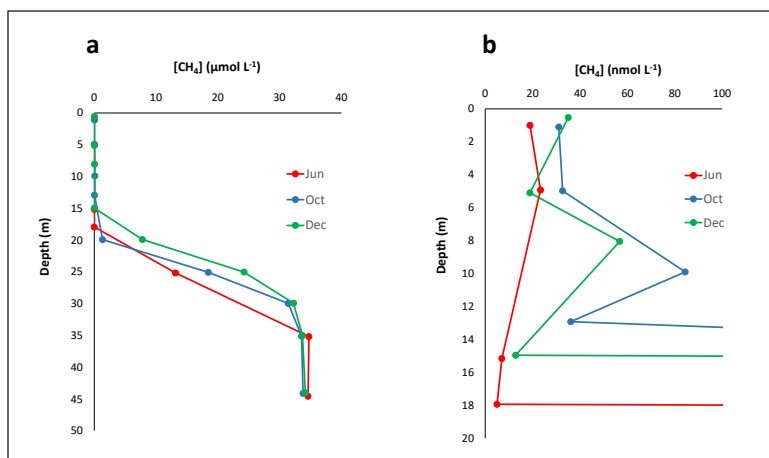 a
[CH₄] (µmol L⁻¹)
0 10 20 30 40
0
5
10
15
20
25
30
35
40
45
50
Depth (m)
Jun
Oct
Dec
b
[CH₄] (nmol L⁻¹)
0 20 40 60 80 100
0
2
4
6
8
10
12
14
16
18
20
Depth (m)
Jun
Oct
Dec